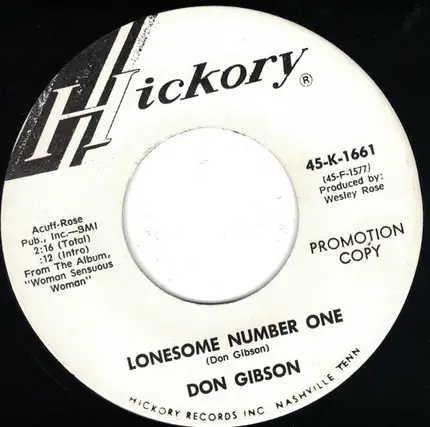 Hickory®
45-K-1661
(45-F-1577)
Produced by:
Wesley Rose
Acuff-Rose
Pub., Inc.—BMI
2:16 (Total)
:12 (Intro)
From The Album,
"Woman Sensuous
Woman"
PROMOTION
COPY
LONESOME NUMBER ONE
(Don Gibson)
DON GIBSON
HICKORY RECORDS INC NASHVILLE TENN